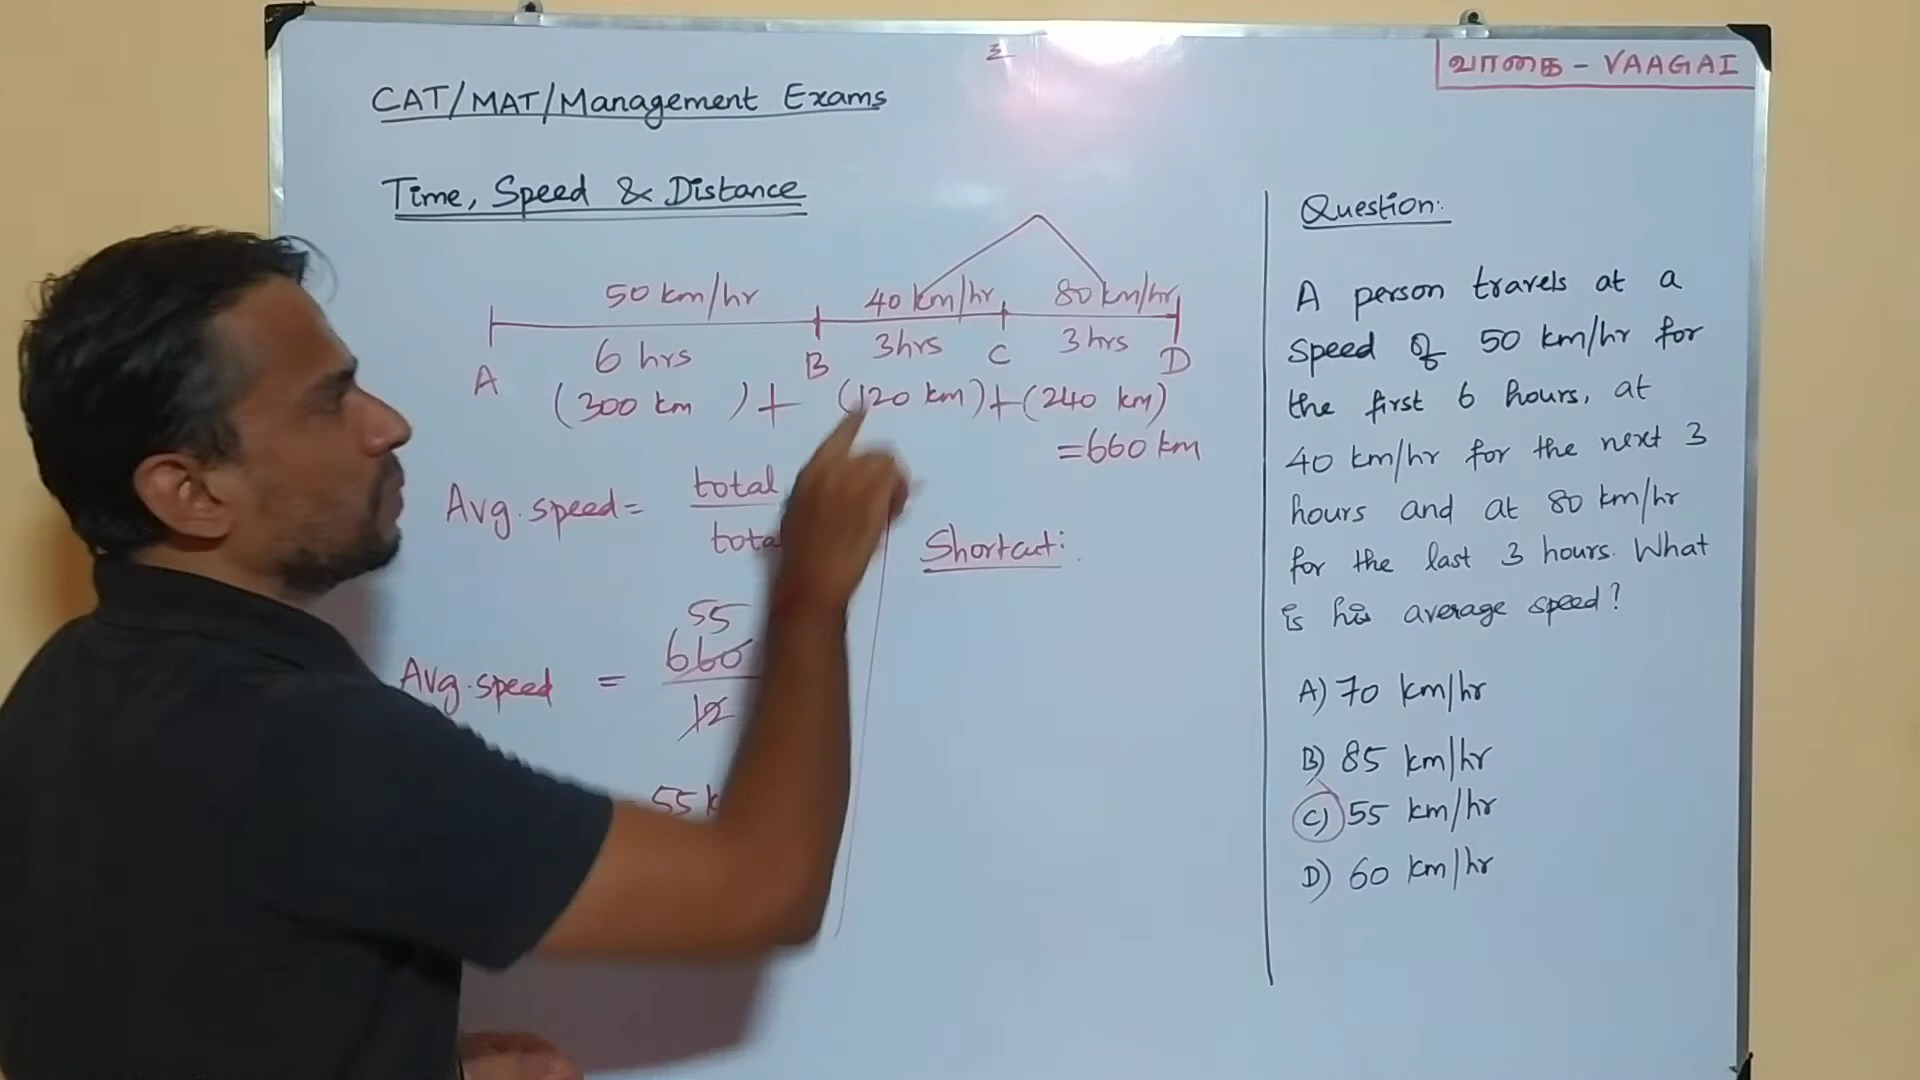 வாகை - VAAGAI
CAT/MAT/Management Exams
Time, Speed & Distance
50 km/hr 40 km/hr 80 km/hr
A 6 hrs B 3hrs C 3 hrs D
(300 km ) + (120 km) + (240 km)
= 660 km
Avg. speed = total
total
Avg. speed = 55
660
12
55 k
Shortcut:
Question:
A person travels at a
speed of 50 km/hr for
the first 6 hours, at
40 km/hr for the next 3
hours and at 80 km/hr
for the last 3 hours. What
is his average speed?
A) 70 km/hr
B) 85 km/hr
C) 55 km/hr
D) 60 km/hr